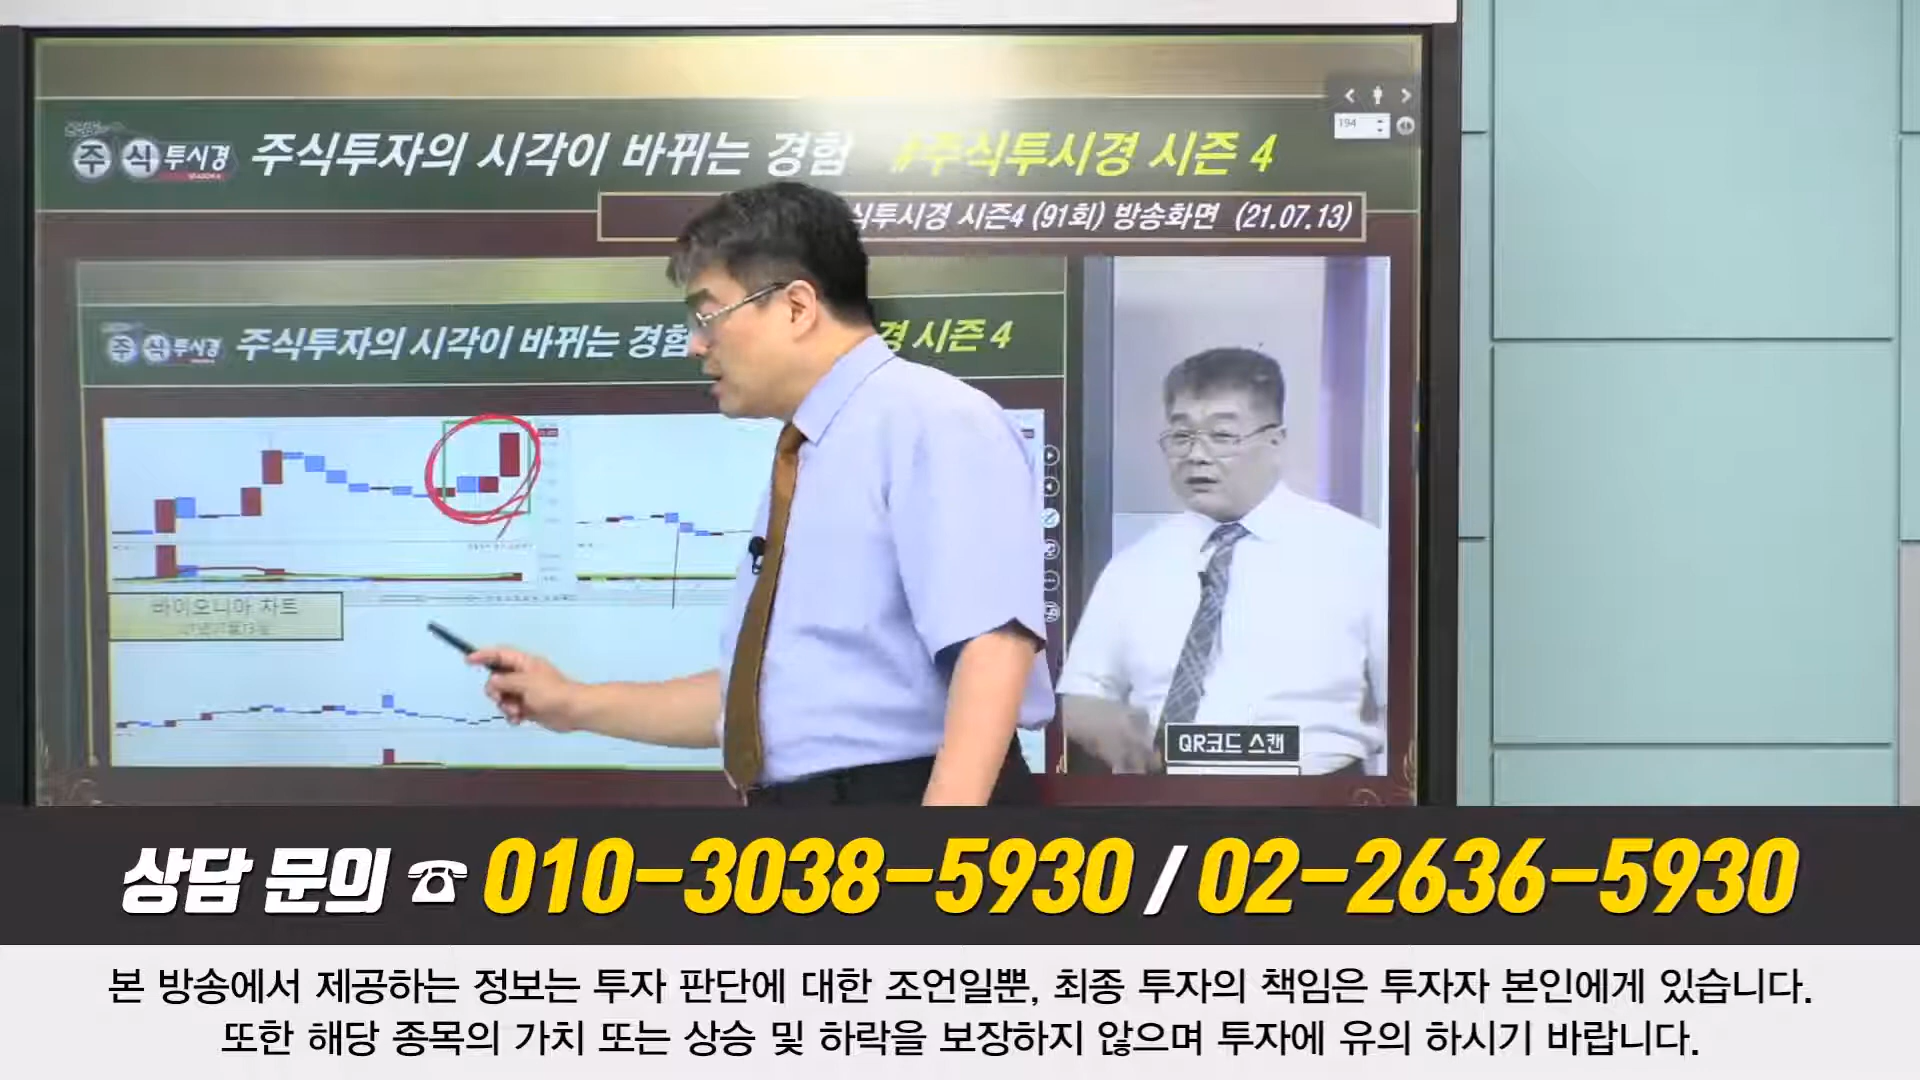 194
주식투시경 주식투자의 시각이 바뀌는 경험 #주식투시경 시즌 4
식투시경 시즌4 (91회) 방송화면 (21.07.13)
주식투시경 주식투자의 시각이 바뀌는 경험 경 시즌 4
바이오니아 차트
QR코드 스캔
상담 문의 ☎ 010-3038-5930 / 02-2636-5930
본 방송에서 제공하는 정보는 투자 판단에 대한 조언일뿐, 최종 투자의 책임은 투자자 본인에게 있습니다.
또한 해당 종목의 가치 또는 상승 및 하락을 보장하지 않으며 투자에 유의 하시기 바랍니다.